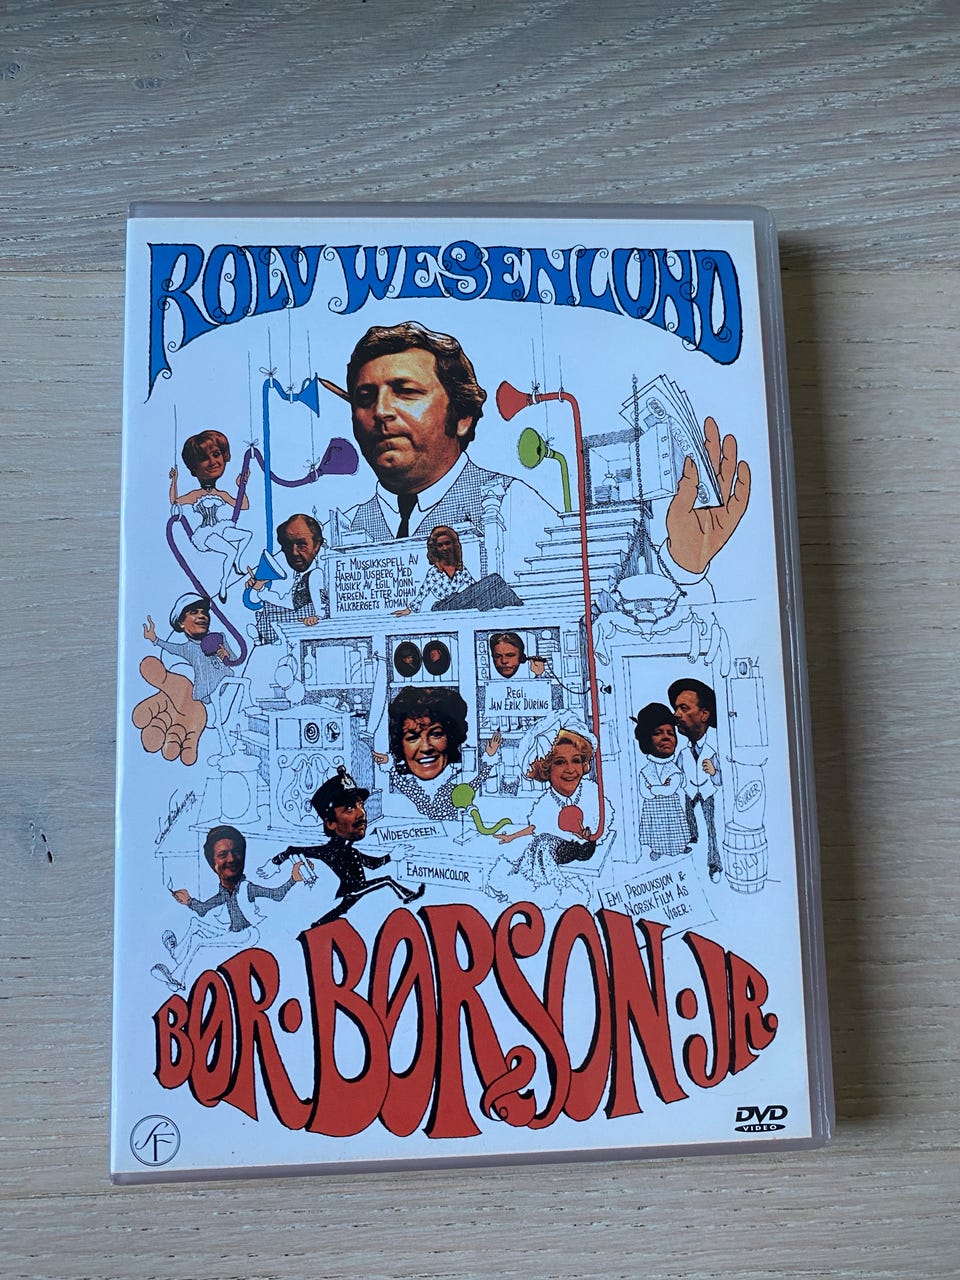 ROLV WESENLUND
ET MUSSIKKSPELL AV
HARALD TUSBERG MED
MUSIKK AV EGIL MONN-
IVERSEN. ETTER JOHAN
FALKBERGETS ROMAN
REGI:
JAN ERIK DÜRING
WIDESCREEN.
EASTMANCOLOR
SUKKER
SILD
EMI PRODUKSJON &
NORSK FILM AS
VISER:
BØR·BØRSON·JR
SF
DVD
VIDEO